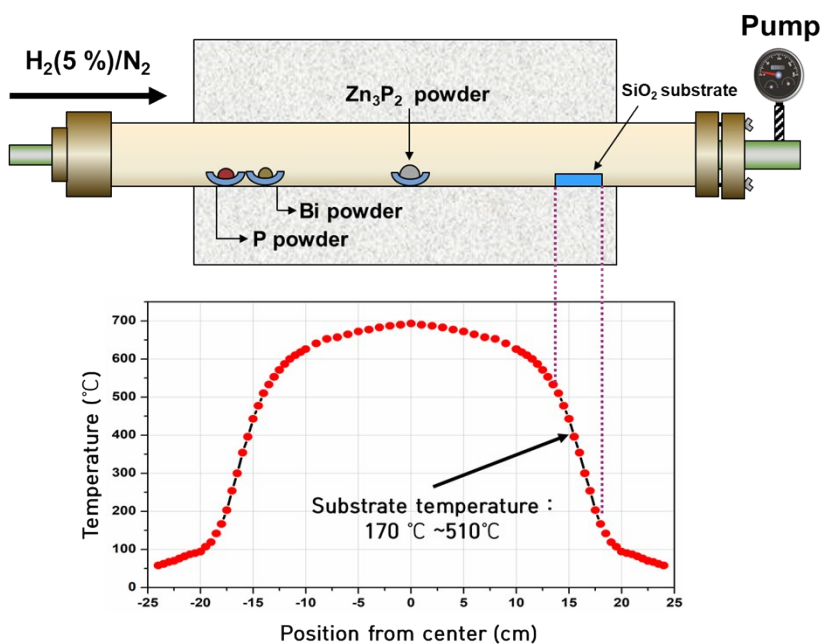 Pump
H₂(5 %)/N₂
Zn₃P₂ powder
SiO₂ substrate
Bi powder
P powder
700
600
500
400
300
200
100
0
Temperature (℃)
Substrate temperature :
170 ℃ ~510℃
-25 -20 -15 -10 -5 0 5 10 15 20 25
Position from center (cm)